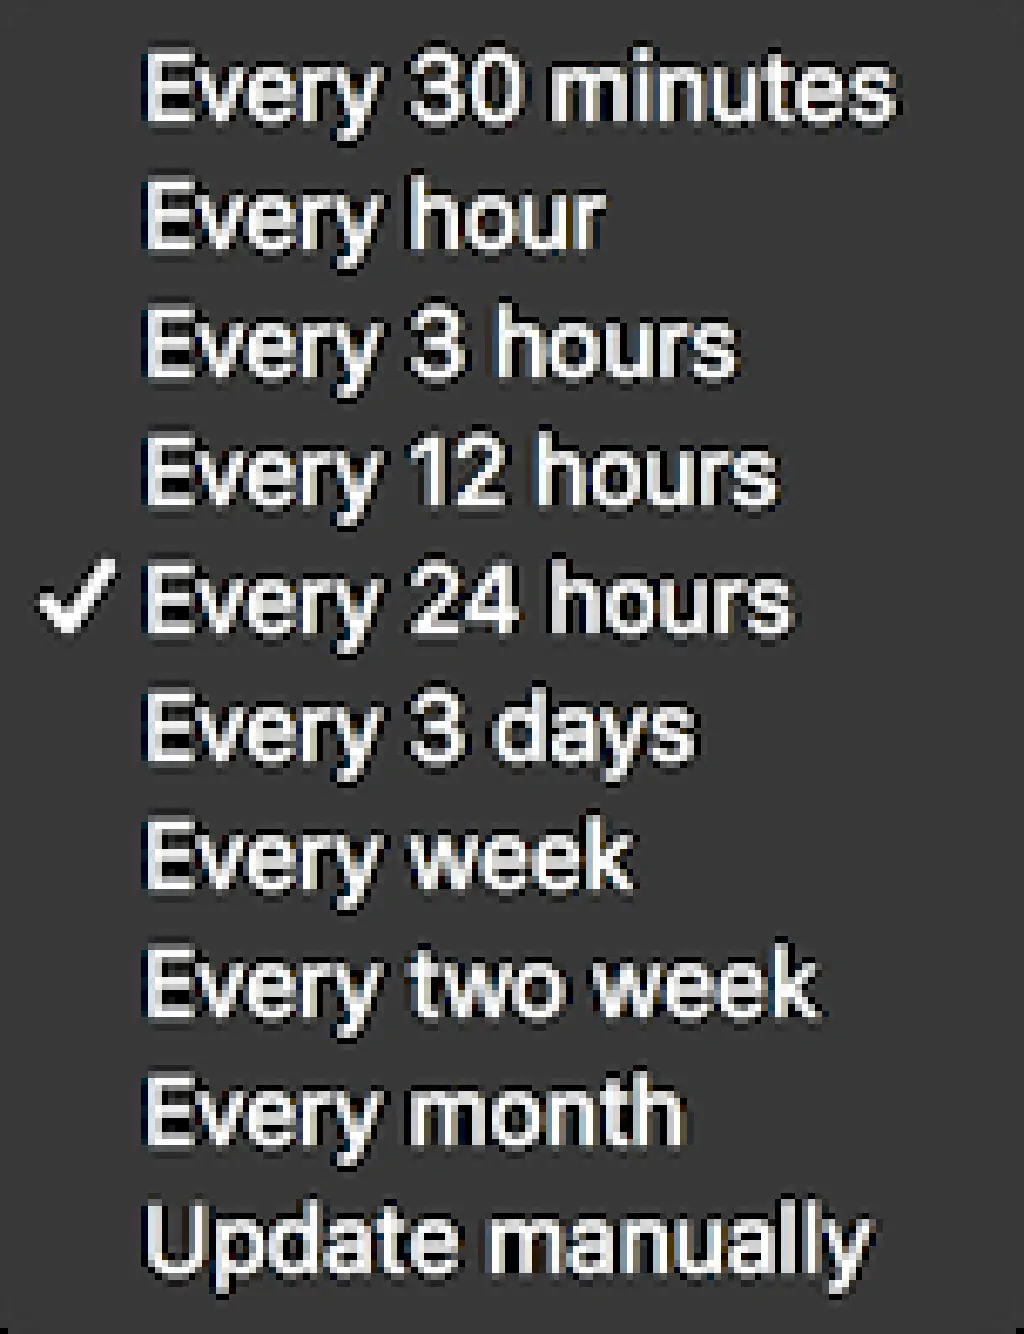 Every 30 minutes
Every hour
Every 3 hours
Every 12 hours
✓ Every 24 hours
Every 3 days
Every week
Every two week
Every month
Update manually